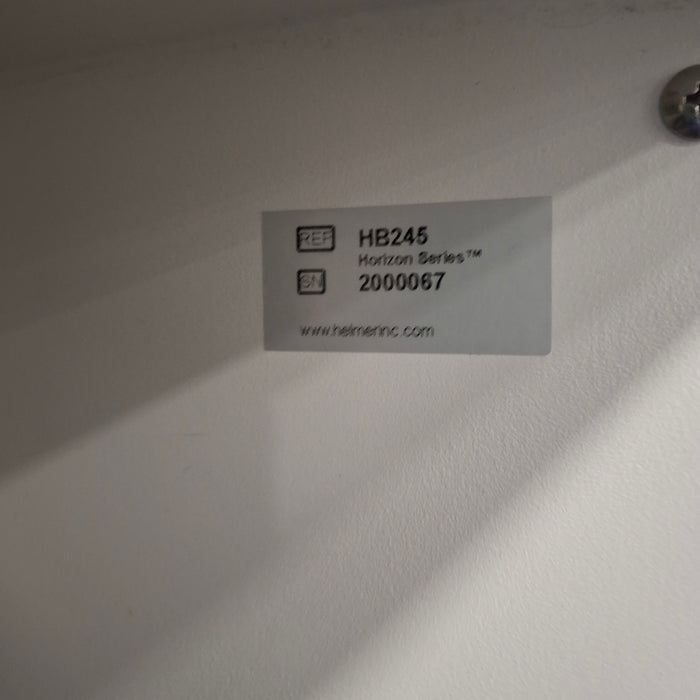 REF HB245
Horizon Series™
SN 2000067
www.helmerinc.com